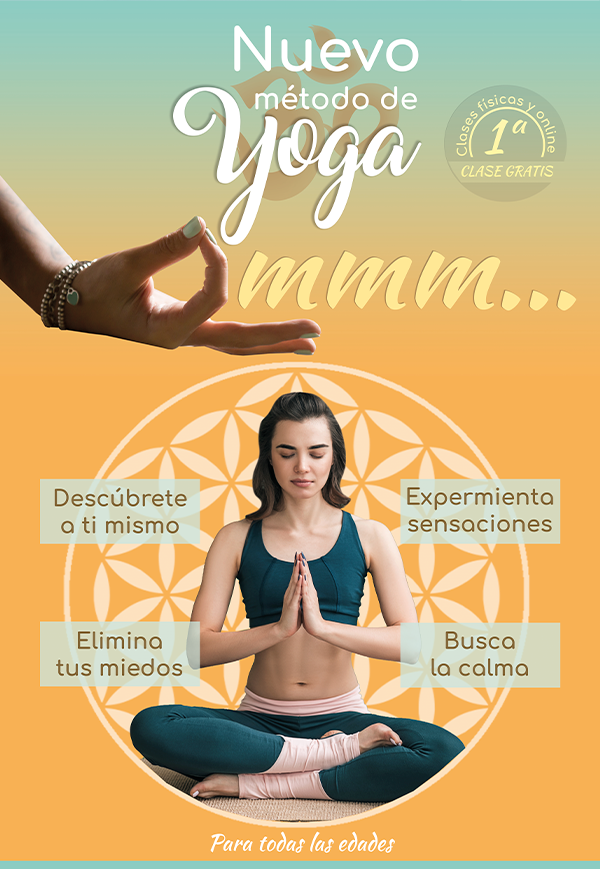 Nuevo
método de
Yoga
Clases físicas y online
1ª
CLASE GRATIS
mmm...
Descúbrete
a ti mismo
Expermienta
sensaciones
Elimina
tus miedos
Busca
la calma
Para todas las edades